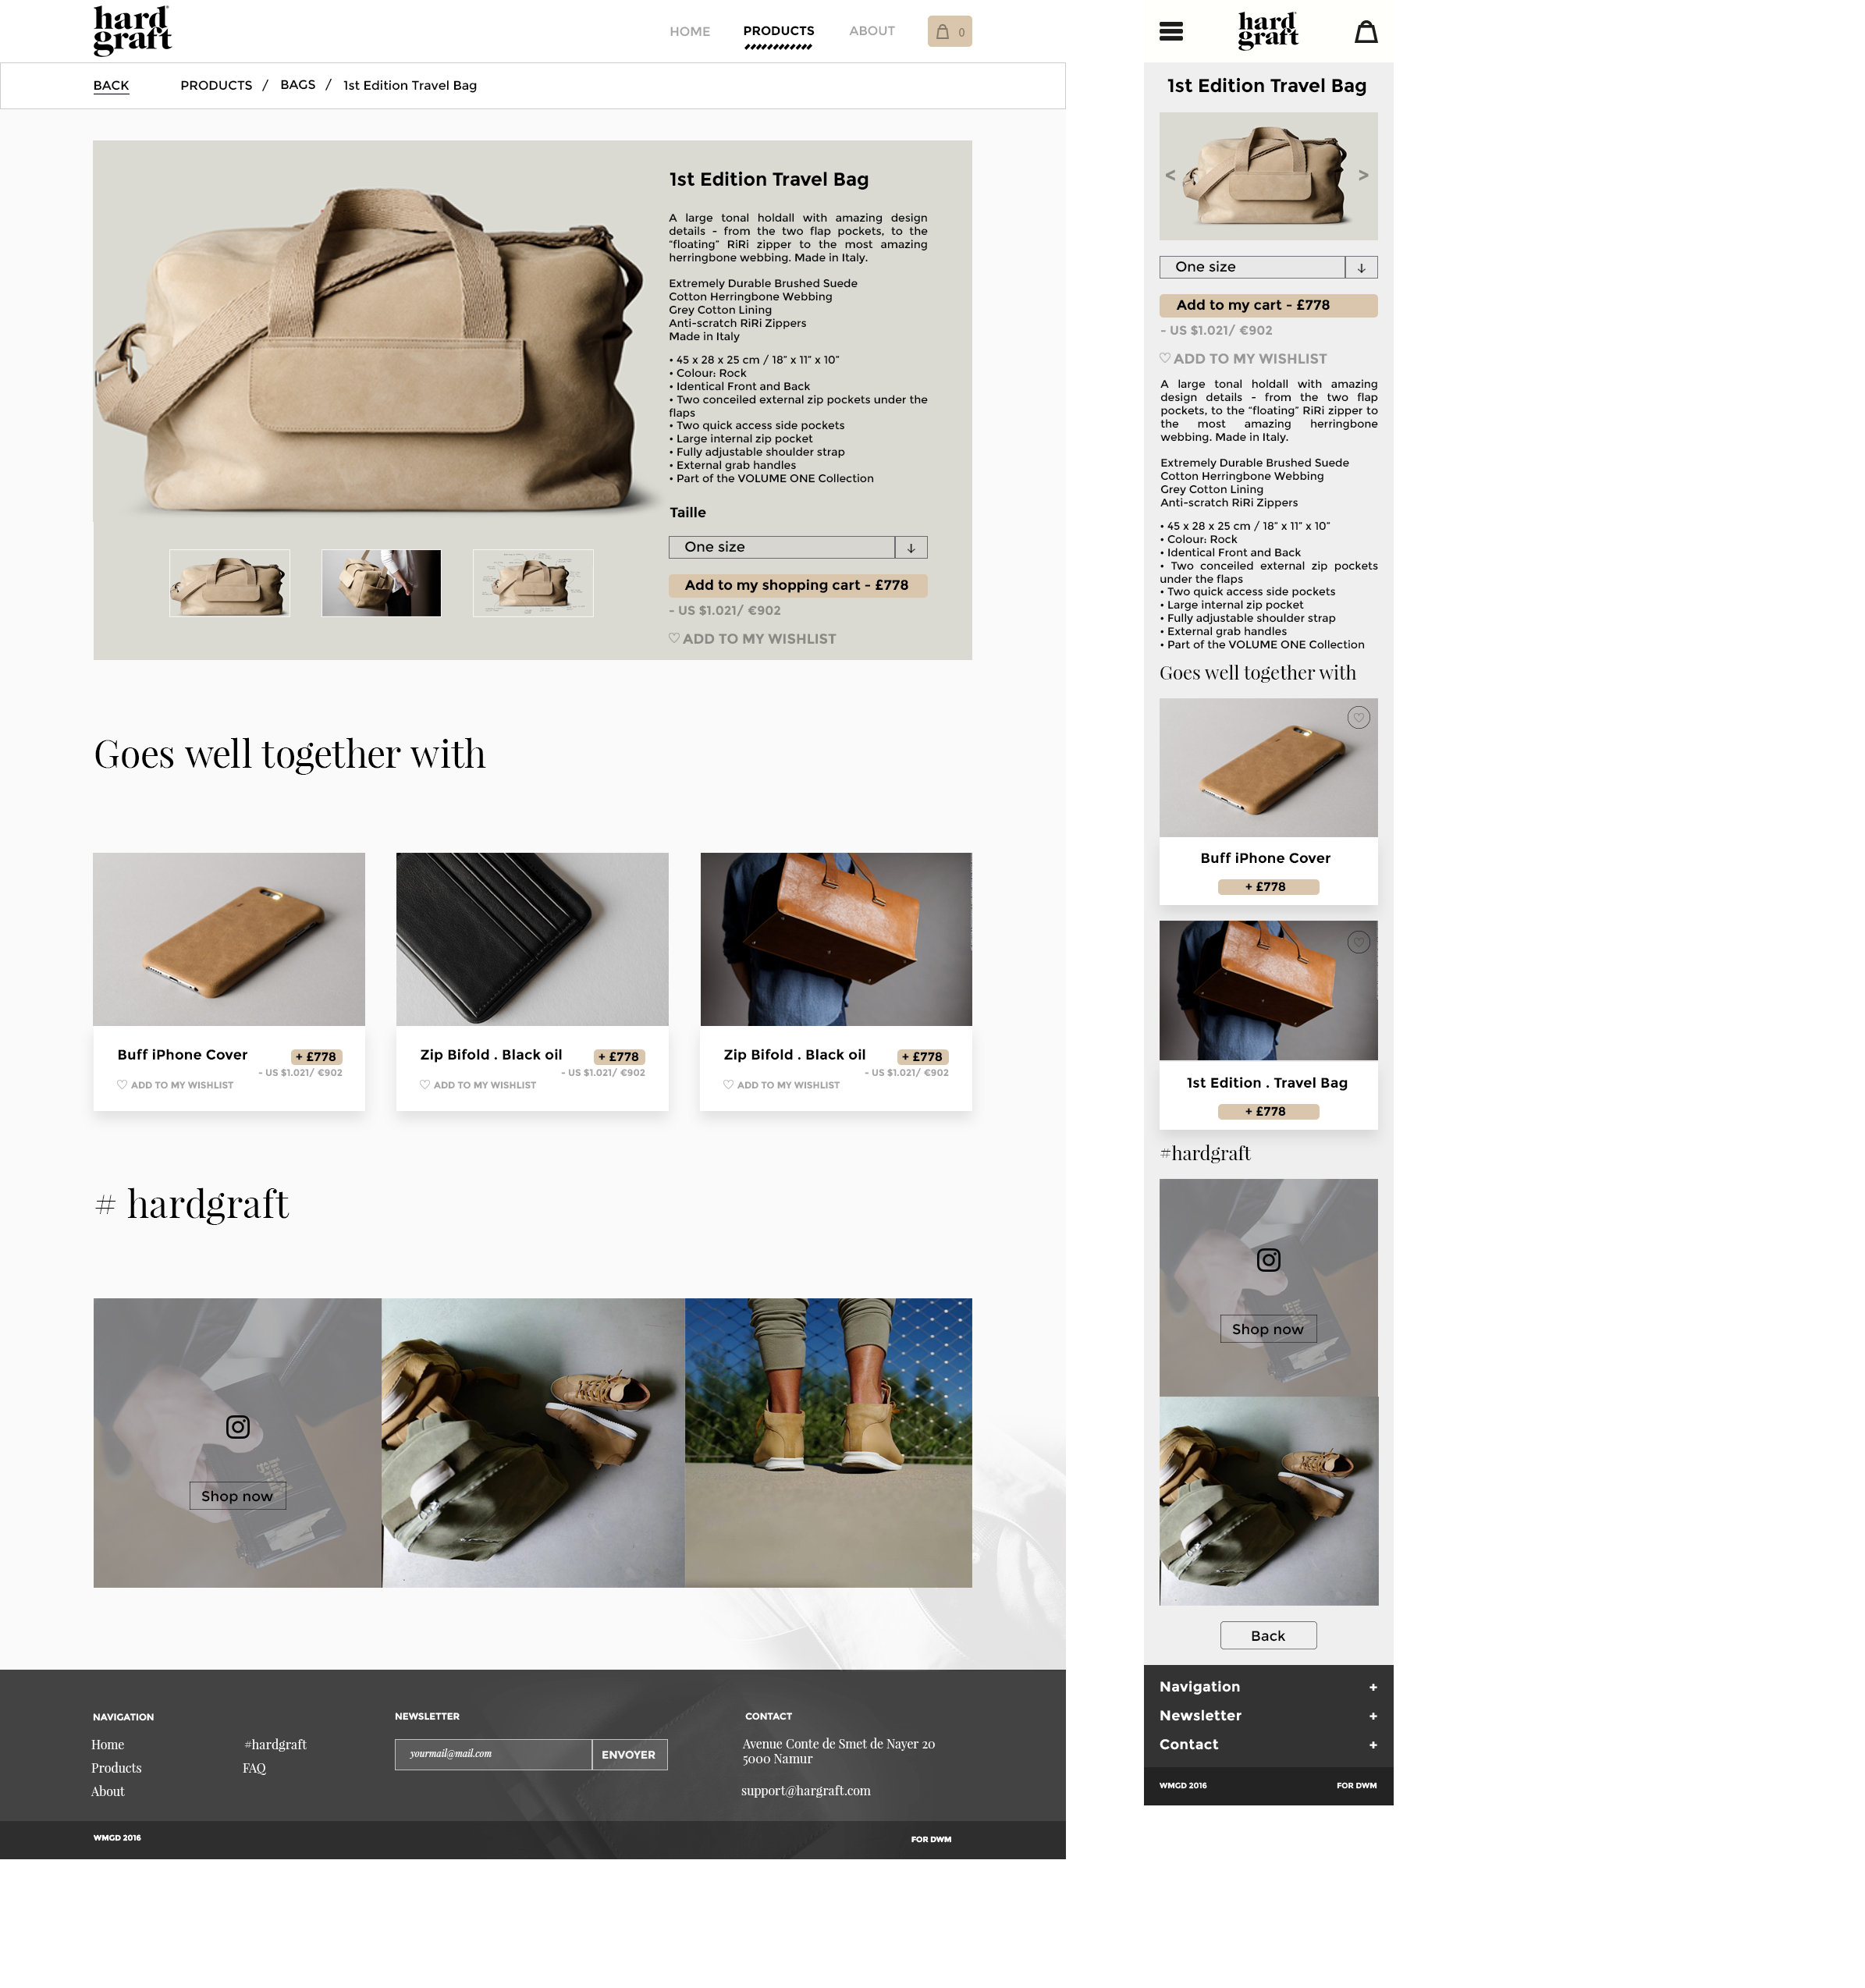 hard
graft
HOME
PRODUCTS
ABOUT
0
BACK
PRODUCTS / BAGS / 1st Edition Travel Bag
1st Edition Travel Bag
A large tonal holdall with amazing design
details - from the two flap pockets, to the
"floating" RiRi zipper to the most amazing
herringbone webbing. Made in Italy.
Extremely Durable Brushed Suede
Cotton Herringbone Webbing
Grey Cotton Lining
Anti-scratch RiRi Zippers
Made in Italy
• 45 x 28 x 25 cm / 18" x 11" x 10"
• Colour: Rock
• Identical Front and Back
• Two conceiled external zip pockets under the
flaps
• Two quick access side pockets
• Large internal zip pocket
• Fully adjustable shoulder strap
• External grab handles
• Part of the VOLUME ONE Collection
Taille
One size ↓
Add to my shopping cart - £778
- US $1.021/ €902
♡ ADD TO MY WISHLIST
Goes well together with
Buff iPhone Cover
+ £778
- US $1.021/ €902
♡ ADD TO MY WISHLIST
Zip Bifold . Black oil
+ £778
- US $1.021/ €902
♡ ADD TO MY WISHLIST
Zip Bifold . Black oil
+ £778
- US $1.021/ €902
♡ ADD TO MY WISHLIST
# hardgraft
hard
graft
Shop now
NAVIGATION
Home
Products
About
#hardgraft
FAQ
NEWSLETTER
yourmail@mail.com
ENVOYER
CONTACT
Avenue Conte de Smet de Nayer 20
5000 Namur
support@hargraft.com
WMGD 2016
FOR DWM
hard
graft
1st Edition Travel Bag
< >
One size ↓
Add to my cart - £778
- US $1.021/ €902
♡ ADD TO MY WISHLIST
A large tonal holdall with amazing
design details - from the two flap
pockets, to the "floating" RiRi zipper to
the most amazing herringbone
webbing. Made in Italy.
Extremely Durable Brushed Suede
Cotton Herringbone Webbing
Grey Cotton Lining
Anti-scratch RiRi Zippers
• 45 x 28 x 25 cm / 18" x 11" x 10"
• Colour: Rock
• Identical Front and Back
• Two conceiled external zip pockets
under the flaps
• Two quick access side pockets
• Large internal zip pocket
• Fully adjustable shoulder strap
• External grab handles
• Part of the VOLUME ONE Collection
Goes well together with
Buff iPhone Cover
+ £778
1st Edition . Travel Bag
+ £778
#hardgraft
hard
graft
Shop now
Back
Navigation +
Newsletter +
Contact +
WMGD 2016
FOR DWM